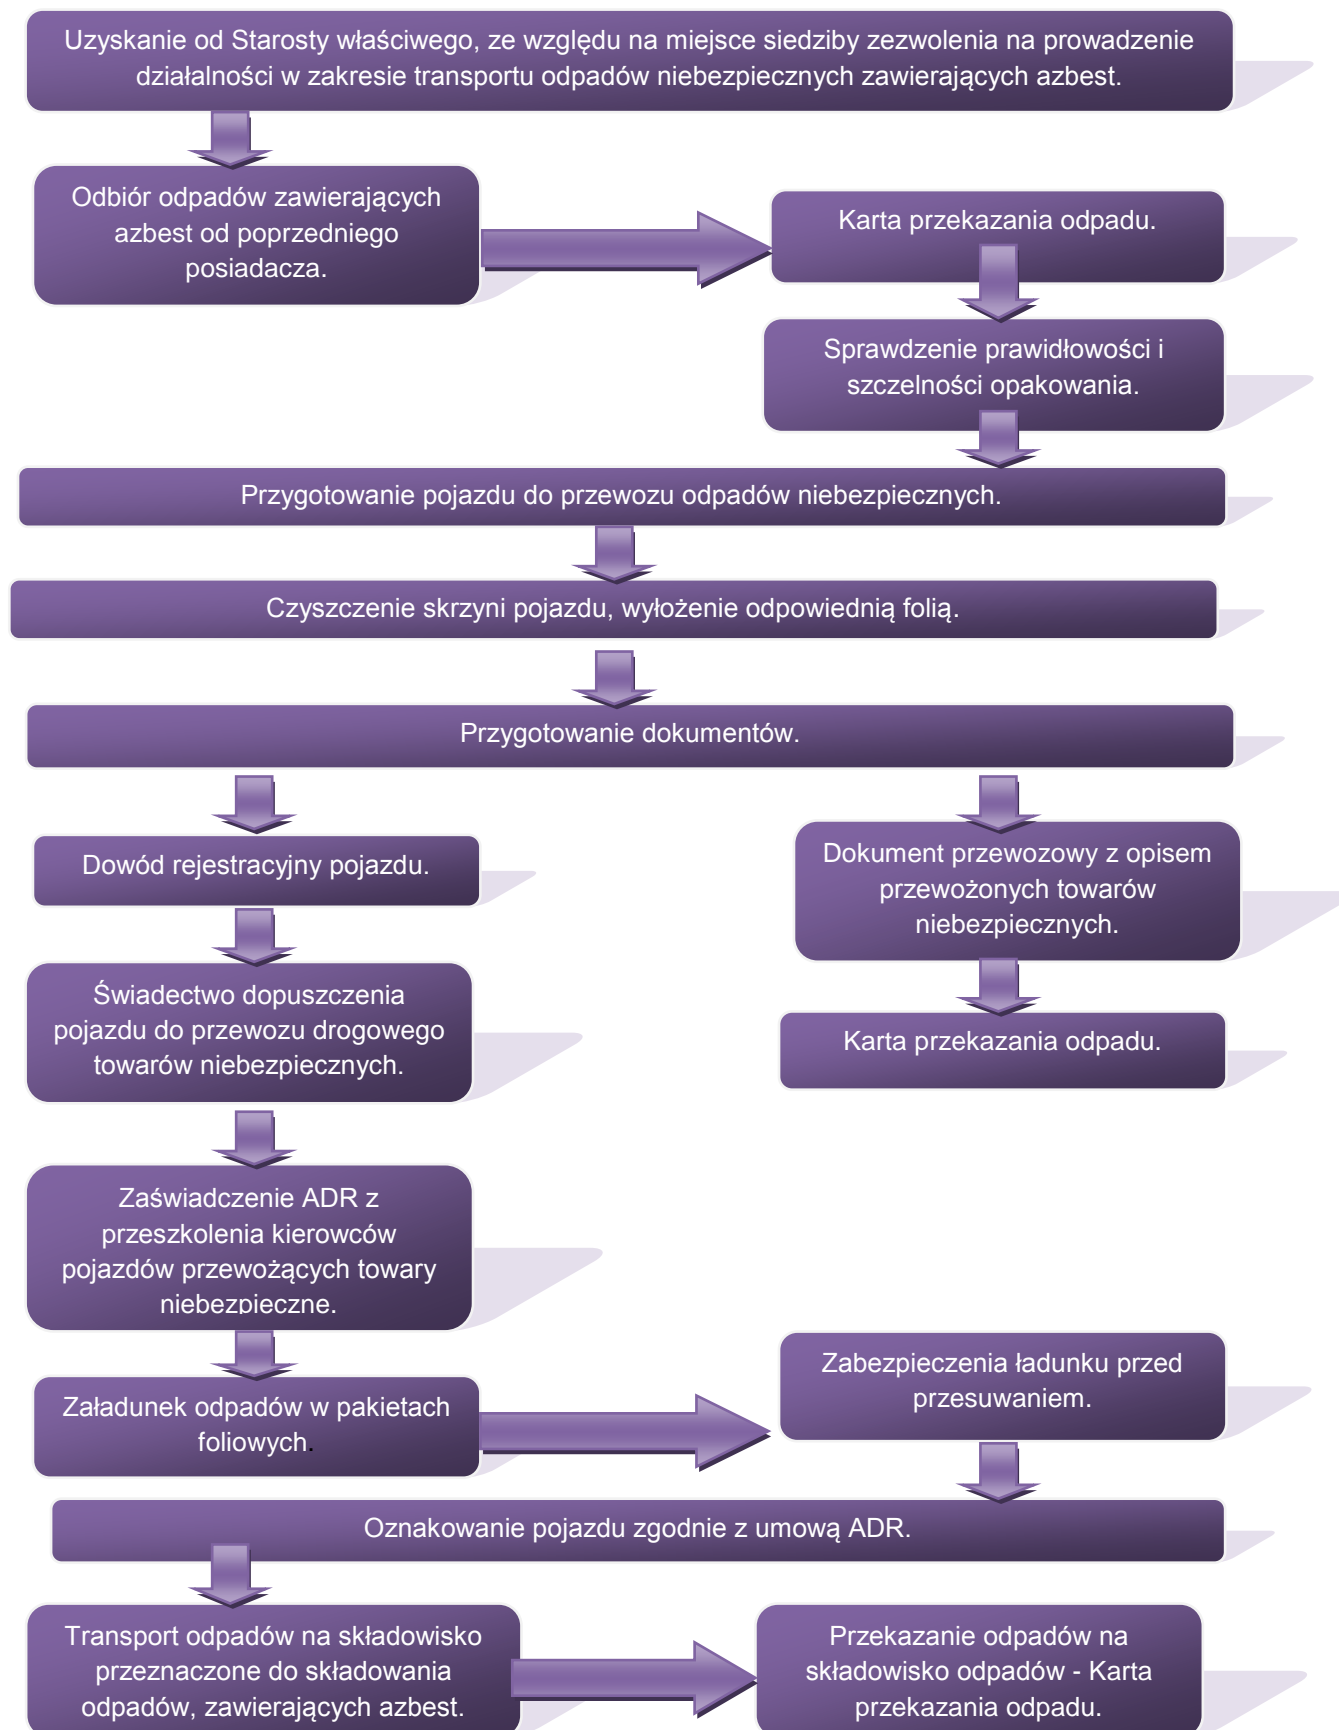 Uzyskanie od Starosty właściwego, ze względu na miejsce siedziby zezwolenia na prowadzenie
działalności w zakresie transportu odpadów niebezpiecznych zawierających azbest.
Odbiór odpadów zawierających
azbest od poprzedniego
posiadacza.
Karta przekazania odpadu.
Sprawdzenie prawidłowości i
szczelności opakowania.
Przygotowanie pojazdu do przewozu odpadów niebezpiecznych.
Czyszczenie skrzyni pojazdu, wyłożenie odpowiednią folią.
Przygotowanie dokumentów.
Dowód rejestracyjny pojazdu.
Świadectwo dopuszczenia
pojazdu do przewozu drogowego
towarów niebezpiecznych.
Zaświadczenie ADR z
przeszkolenia kierowców
pojazdów przewożących towary
niebezpieczne.
Dokument przewozowy z opisem
przewożonych towarów
niebezpiecznych.
Karta przekazania odpadu.
Załadunek odpadów w pakietach
foliowych.
Zabezpieczenia ładunku przed
przesuwaniem.
Oznakowanie pojazdu zgodnie z umową ADR.
Transport odpadów na składowisko
przeznaczone do składowania
odpadów, zawierających azbest.
Przekazanie odpadów na
składowisko odpadów - Karta
przekazania odpadu.